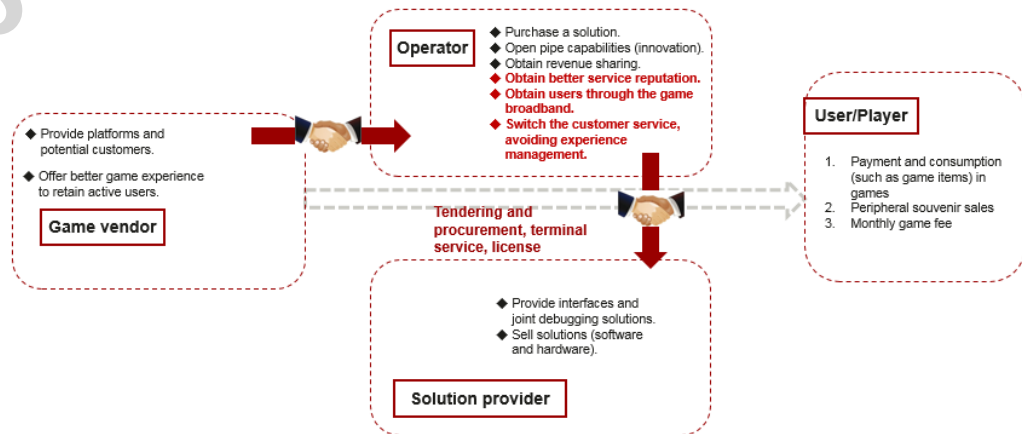 Operator
◆ Purchase a solution.
◆ Open pipe capabilities (innovation).
◆ Obtain revenue sharing.
◆ Obtain better service reputation.
◆ Obtain users through the game
broadband.
◆ Switch the customer service,
avoiding experience
management.
◆ Provide platforms and
potential customers.
◆ Offer better game experience
to retain active users.
Game vendor
User/Player
1. Payment and consumption
(such as game items) in
games
2. Peripheral souvenir sales
3. Monthly game fee
Tendering and
procurement, terminal
service, license
◆ Provide interfaces and
joint debugging solutions.
◆ Sell solutions (software
and hardware).
Solution provider